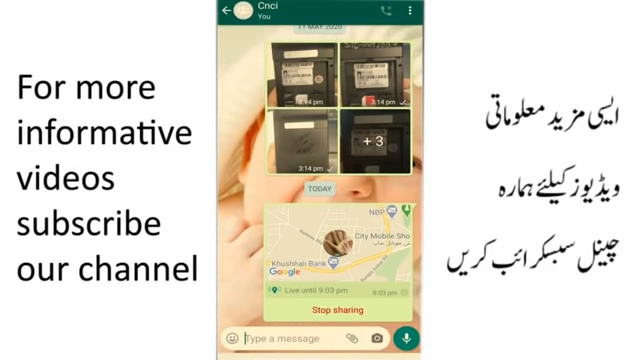 For more
informative
videos
subscribe
our channel
Cnci
You
11 MAY 2020
3:14 pm
3:14 pm
3:14 pm
+ 3
TODAY
NBP
City Mobile Sho
Khushhali Bank
Google
Live until 9:03 pm
8:03 pm
Stop sharing
Type a message
ایسی مزید معلوماتی
ویڈیوز کیلئے ہمارہ
چینل سبسکرائب کریں